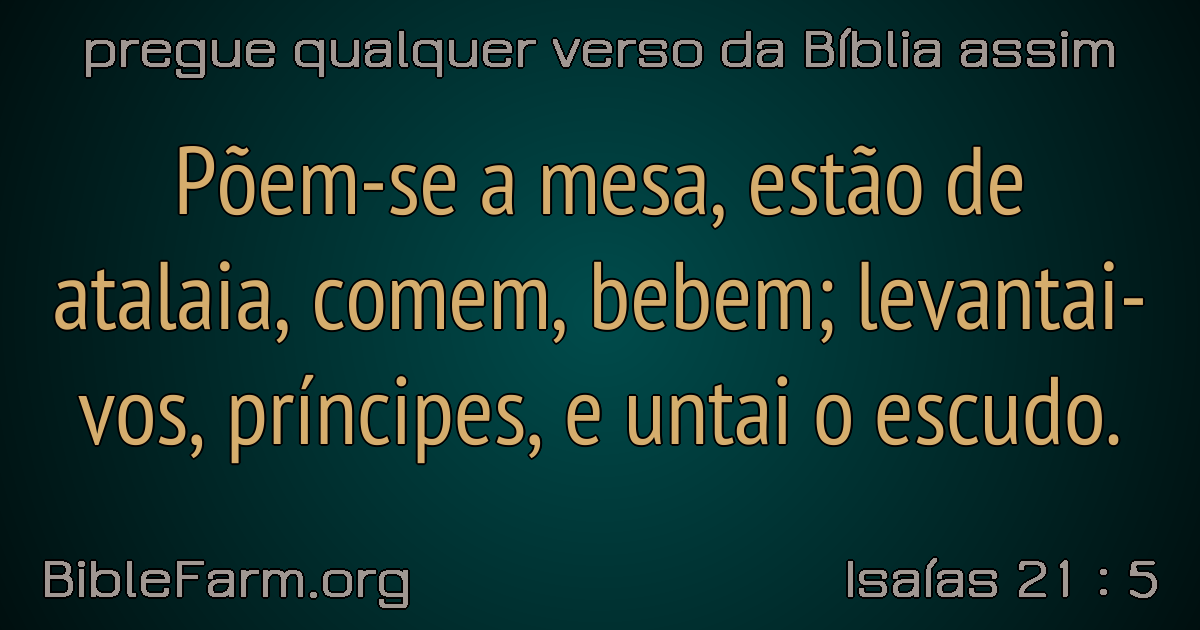 pregue qualquer verso da Bíblia assim
Põem-se a mesa, estão de
atalaia, comem, bebem; levantai-
vos, príncipes, e untai o escudo.
BibleFarm.org
Isaías 21 : 5